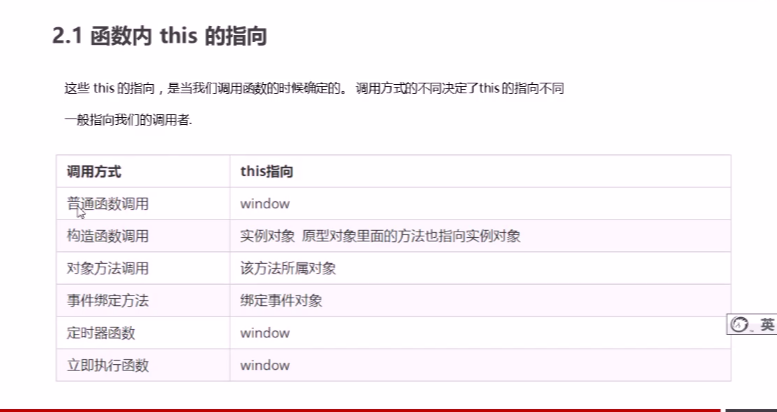 2.1 函数内 this 的指向
这些 this 的指向，是当我们调用函数的时候确定的。 调用方式的不同决定了this 的指向不同
一般指向我们的调用者.
调用方式 this指向
普通函数调用 window
构造函数调用 实例对象 原型对象里面的方法也指向实例对象
对象方法调用 该方法所属对象
事件绑定方法 绑定事件对象
定时器函数 window
立即执行函数 window
英